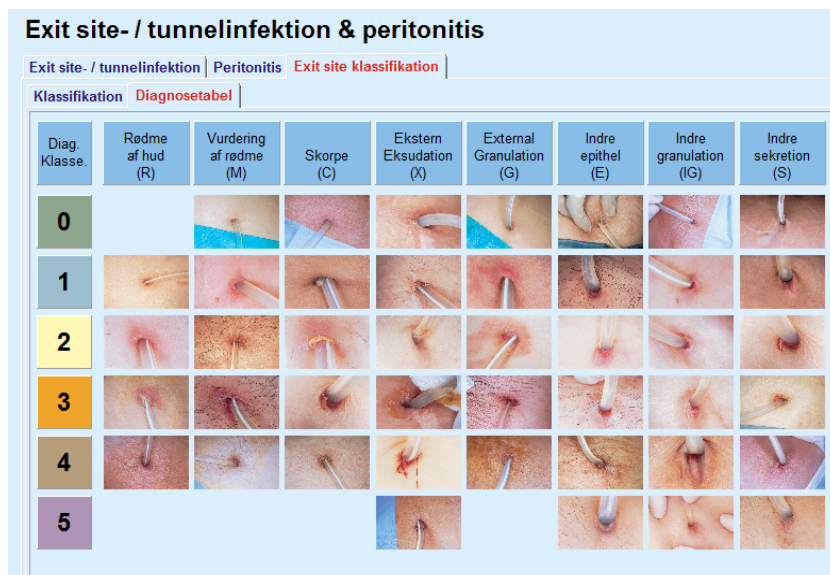 Exit site- / tunnelinfektion & peritonitis
Exit site- / tunnelinfektion
Peritonitis
Exit site klassifikation
Klassifikation
Diagnosetabel
Diag.
Klasse.
Rødme
af hud
(R)
Vurdering
af rødme
(M)
Skorpe
(C)
Ekstern
Eksudation
(X)
External
Granulation
(G)
Indre
epithel
(E)
Indre
granulation
(IG)
Indre
sekretion
(S)
0
1
2
3
4
5